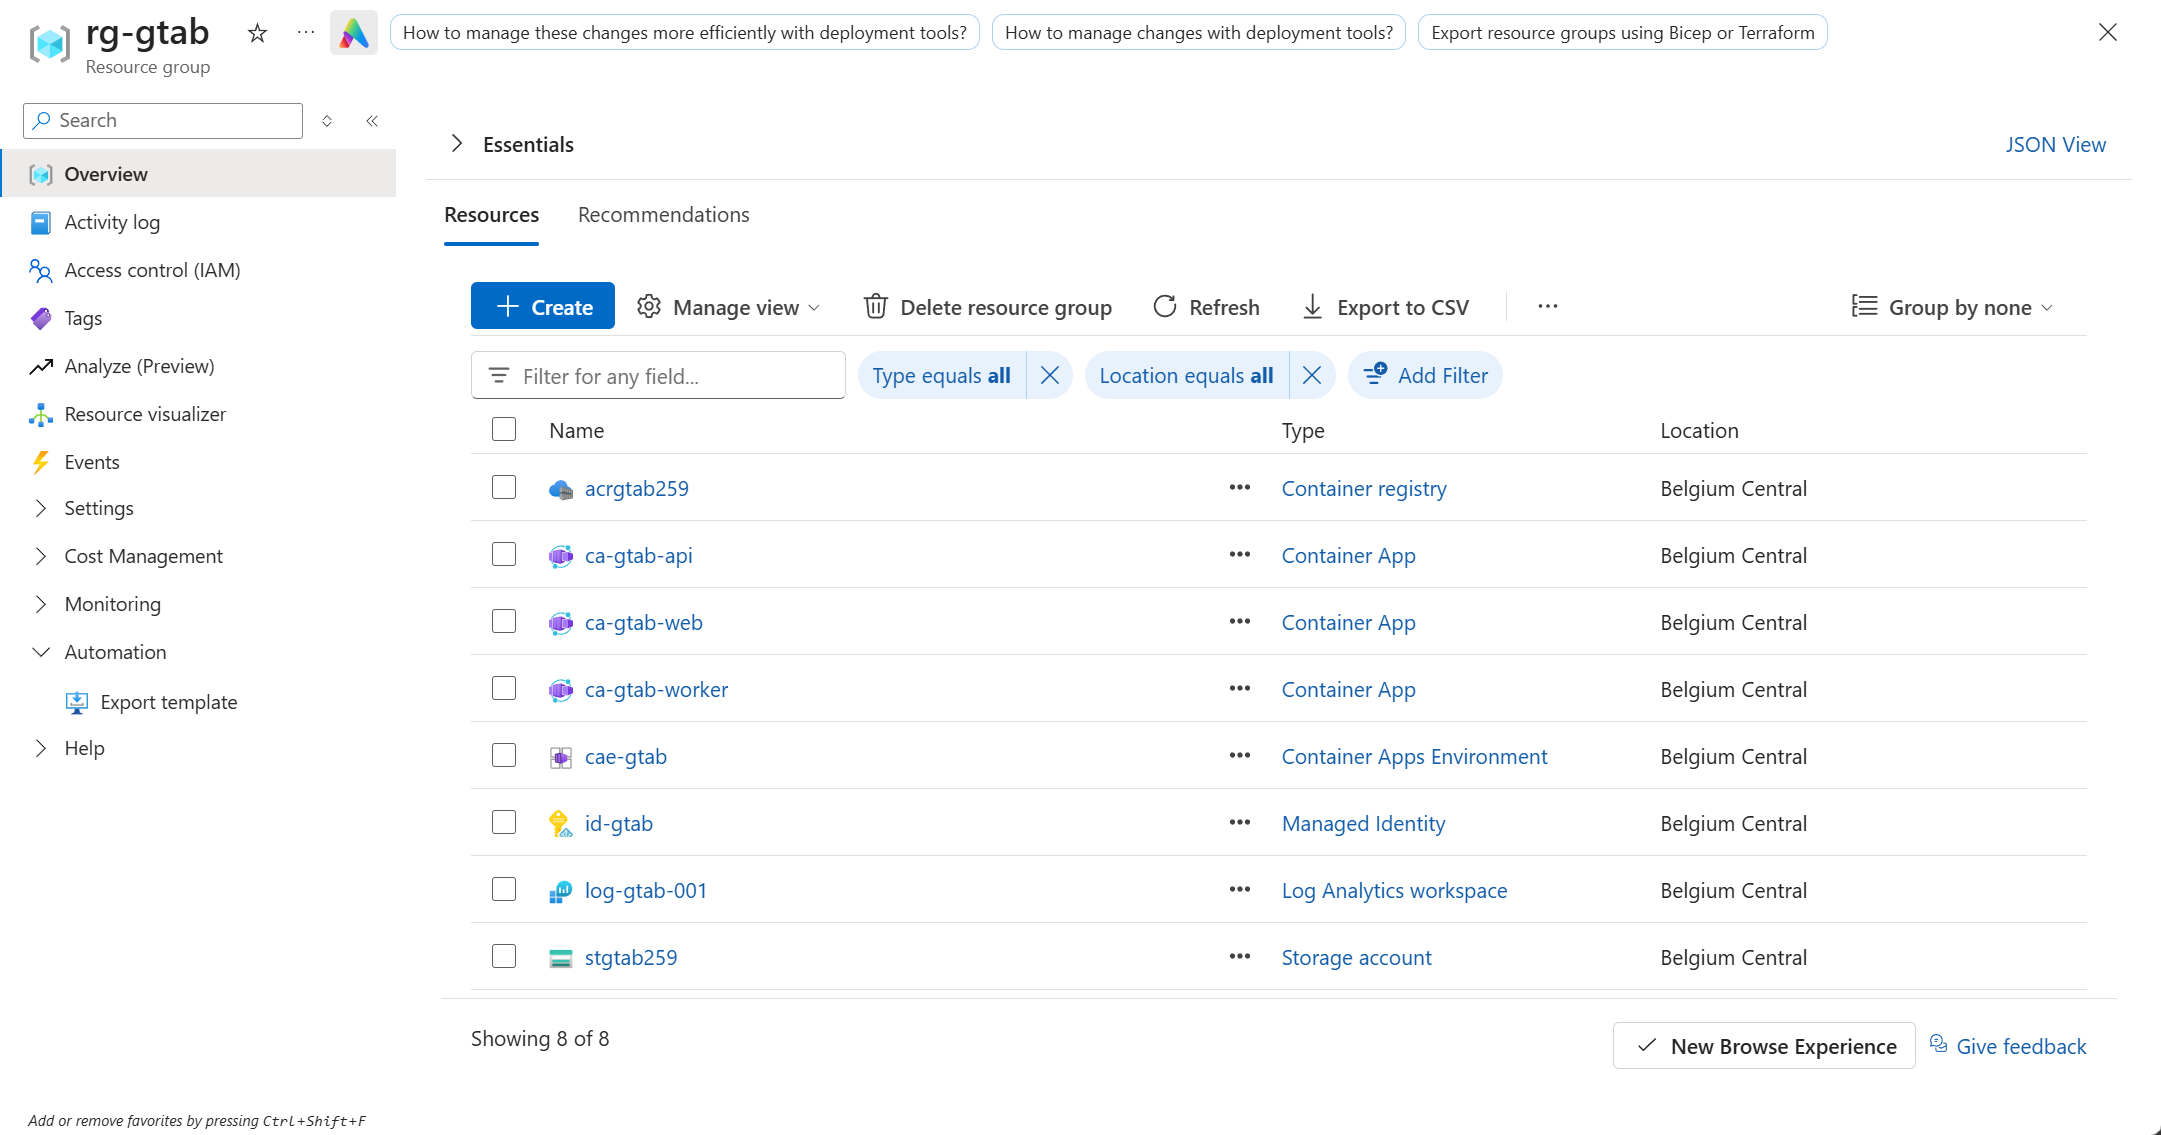 rg-gtab
Resource group
How to manage these changes more efficiently with deployment tools?
How to manage changes with deployment tools?
Export resource groups using Bicep or Terraform
Search
Overview
Activity log
Access control (IAM)
Tags
Analyze (Preview)
Resource visualizer
Events
Settings
Cost Management
Monitoring
Automation
Export template
Help
Add or remove favorites by pressing Ctrl+Shift+F
Essentials
JSON View
Resources Recommendations
Create Manage view Delete resource group Refresh Export to CSV Group by none
Filter for any field... Type equals all Location equals all Add Filter
Name Type Location
acrgtab259 Container registry Belgium Central
ca-gtab-api Container App Belgium Central
ca-gtab-web Container App Belgium Central
ca-gtab-worker Container App Belgium Central
cae-gtab Container Apps Environment Belgium Central
id-gtab Managed Identity Belgium Central
log-gtab-001 Log Analytics workspace Belgium Central
stgtab259 Storage account Belgium Central
Showing 8 of 8
New Browse Experience Give feedback